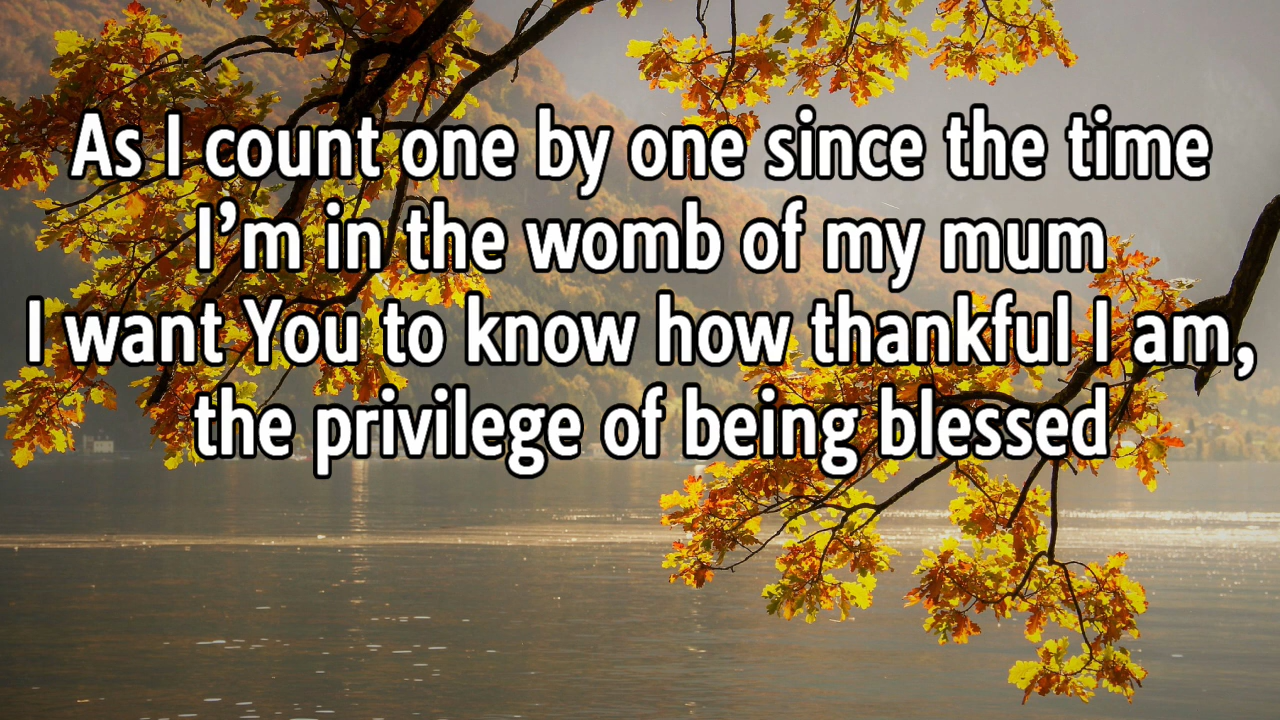 As I count one by one since the time
I’m in the womb of my mum
I want You to know how thankful I am,
the privilege of being blessed